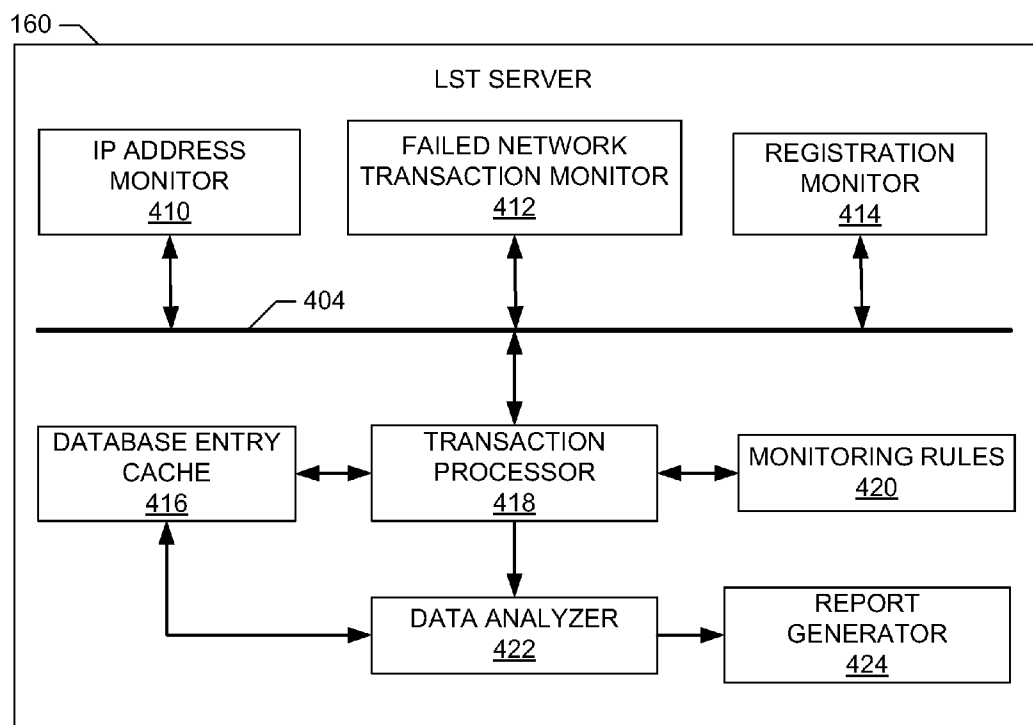 160
LST SERVER
IP ADDRESS
MONITOR
410
FAILED NETWORK
TRANSACTION MONITOR
412
REGISTRATION
MONITOR
414
404
DATABASE ENTRY
CACHE
416
TRANSACTION
PROCESSOR
418
MONITORING RULES
420
DATA ANALYZER
422
REPORT
GENERATOR
424